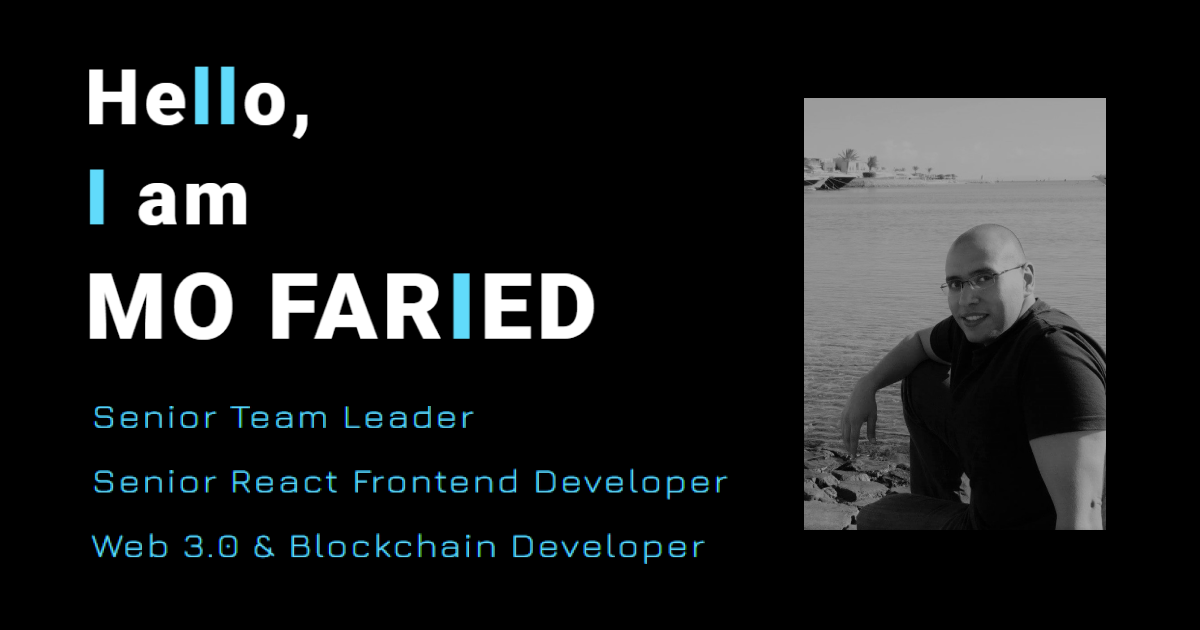 Hello,
I am
MO FARIED
Senior Team Leader
Senior React Frontend Developer
Web 3.0 & Blockchain Developer